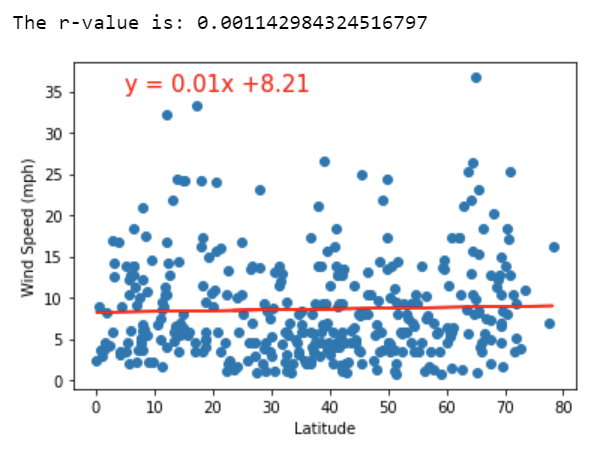 The r-value is: 0.001142984324516797
y = 0.01x +8.21
35
30
25
20
15
10
5
0
Wind Speed (mph)
0 10 20 30 40 50 60 70 80
Latitude